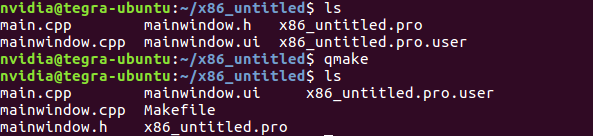 nvidia@tegra-ubuntu:~/x86_untitled$ ls
main.cpp mainwindow.h x86_untitled.pro
mainwindow.cpp mainwindow.ui x86_untitled.pro.user
nvidia@tegra-ubuntu:~/x86_untitled$ qmake
nvidia@tegra-ubuntu:~/x86_untitled$ ls
main.cpp mainwindow.ui x86_untitled.pro.user
mainwindow.cpp Makefile
mainwindow.h x86_untitled.pro